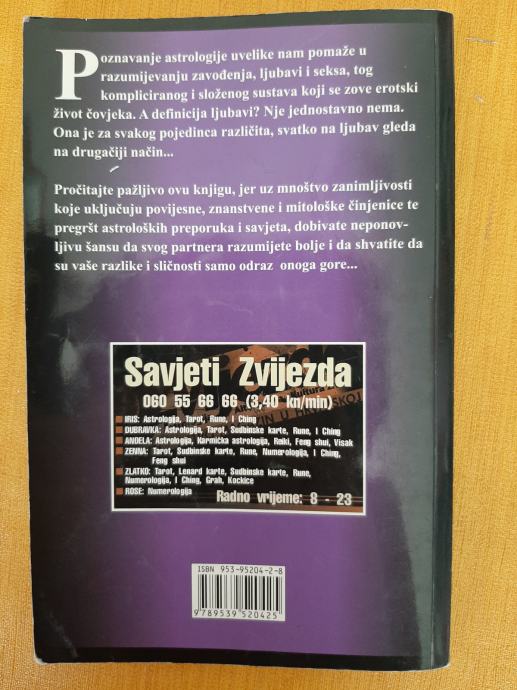 Poznavanje astrologije uvelike nam pomaže u
razumijevanju zavođenja, ljubavi i seksa, tog
kompliciranog i složenog sustava koji se zove erotski
život čovjeka. A definicija ljubavi? Nje jednostavno nema.
Ona je za svakog pojedinca različita, svatko na ljubav gleda
na drugačiji način...
Pročitajte pažljivo ovu knjigu, jer uz mnoštvo zanimljivosti
koje uključuju povijesne, znanstvene i mitološke činjenice te
pregršt astroloških preporuka i savjeta, dobivate neponov-
ljivu šansu da svog partnera razumijete bolje i da shvatite da
su vaše razlike i sličnosti samo odraz onoga gore...
Savjeti Zvijezda
060 55 66 66 (3,40 kn/min)
IRIS: Astrologija, Tarot, Rune, I Ching
DUBRAVKA: Astrologija, Tarot, Sudbinske karte, Rune, I Ching
ANĐELA: Astrologija, Karmička astrologija, Reiki, Feng shui, Visak
ZENNA: Tarot, Sudbinske karte, Rune, Numerologija, I Ching,
Feng shui
ZLATKO: Tarot, Lenard karte, Sudbinske karte, Rune,
Numerologija, I Ching, Grah, Kockice
ROSE: Numerologija
Radno vrijeme: 8 - 23
ISBN 953-95204-2-8
9 789539 520425